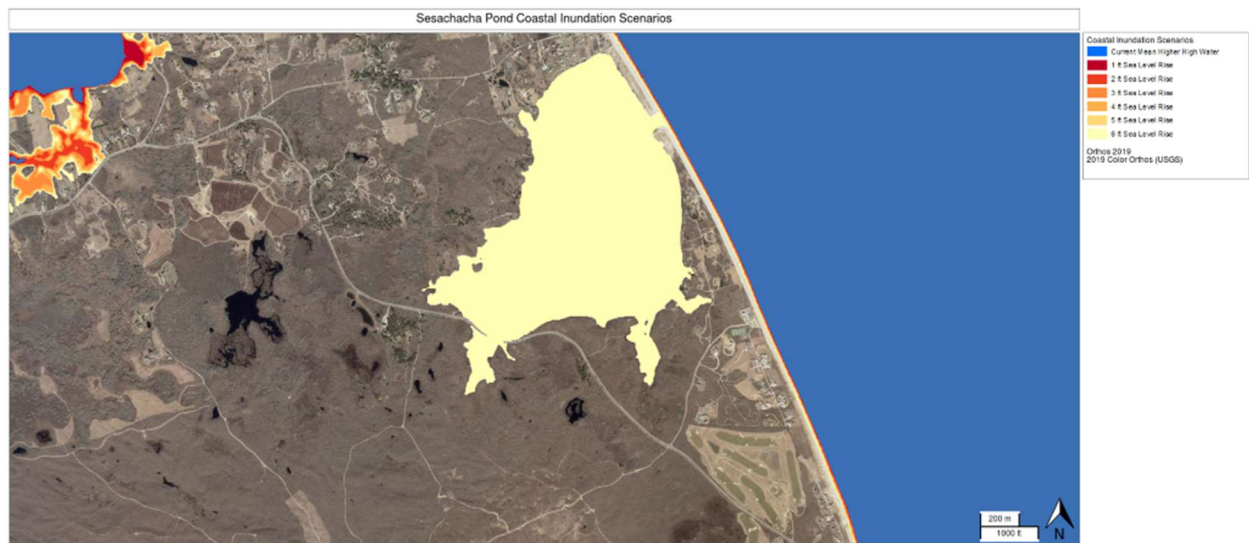 Sesachacha Pond Coastal Inundation Scenarios
Coastal Inundation Scenarios
Current Mean Higher High Water
1 ft Sea Level Rise
2 ft Sea Level Rise
3 ft Sea Level Rise
4 ft Sea Level Rise
5 ft Sea Level Rise
6 ft Sea Level Rise
Orthos 2019
2019 Color Orthos (USGS)
200 m
1000 ft
N